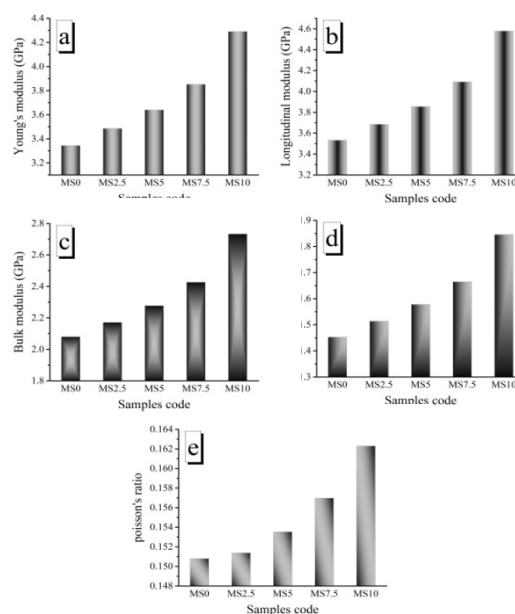 a
Young's modulus (GPa)
4.4
4.2
4.0
3.8
3.6
3.4
3.2
MS0 MS2.5 MS5 MS7.5 MS10
Samples code
b
Longitudinal modulus (GPa)
4.6
4.4
4.2
4.0
3.8
3.6
3.4
3.2
MS0 MS2.5 MS5 MS7.5 MS10
Samples code
c
Bulk modulus (GPa)
2.8
2.6
2.4
2.2
2.0
1.8
MS0 MS2.5 MS5 MS7.5 MS10
Samples code
d
1.9
1.8
1.7
1.6
1.5
1.4
1.3
MS0 MS2.5 MS5 MS7.5 MS10
Samples code
e
poisson's ratio
0.164
0.162
0.160
0.158
0.156
0.154
0.152
0.150
0.148
MS0 MS2.5 MS5 MS7.5 MS10
Samples code